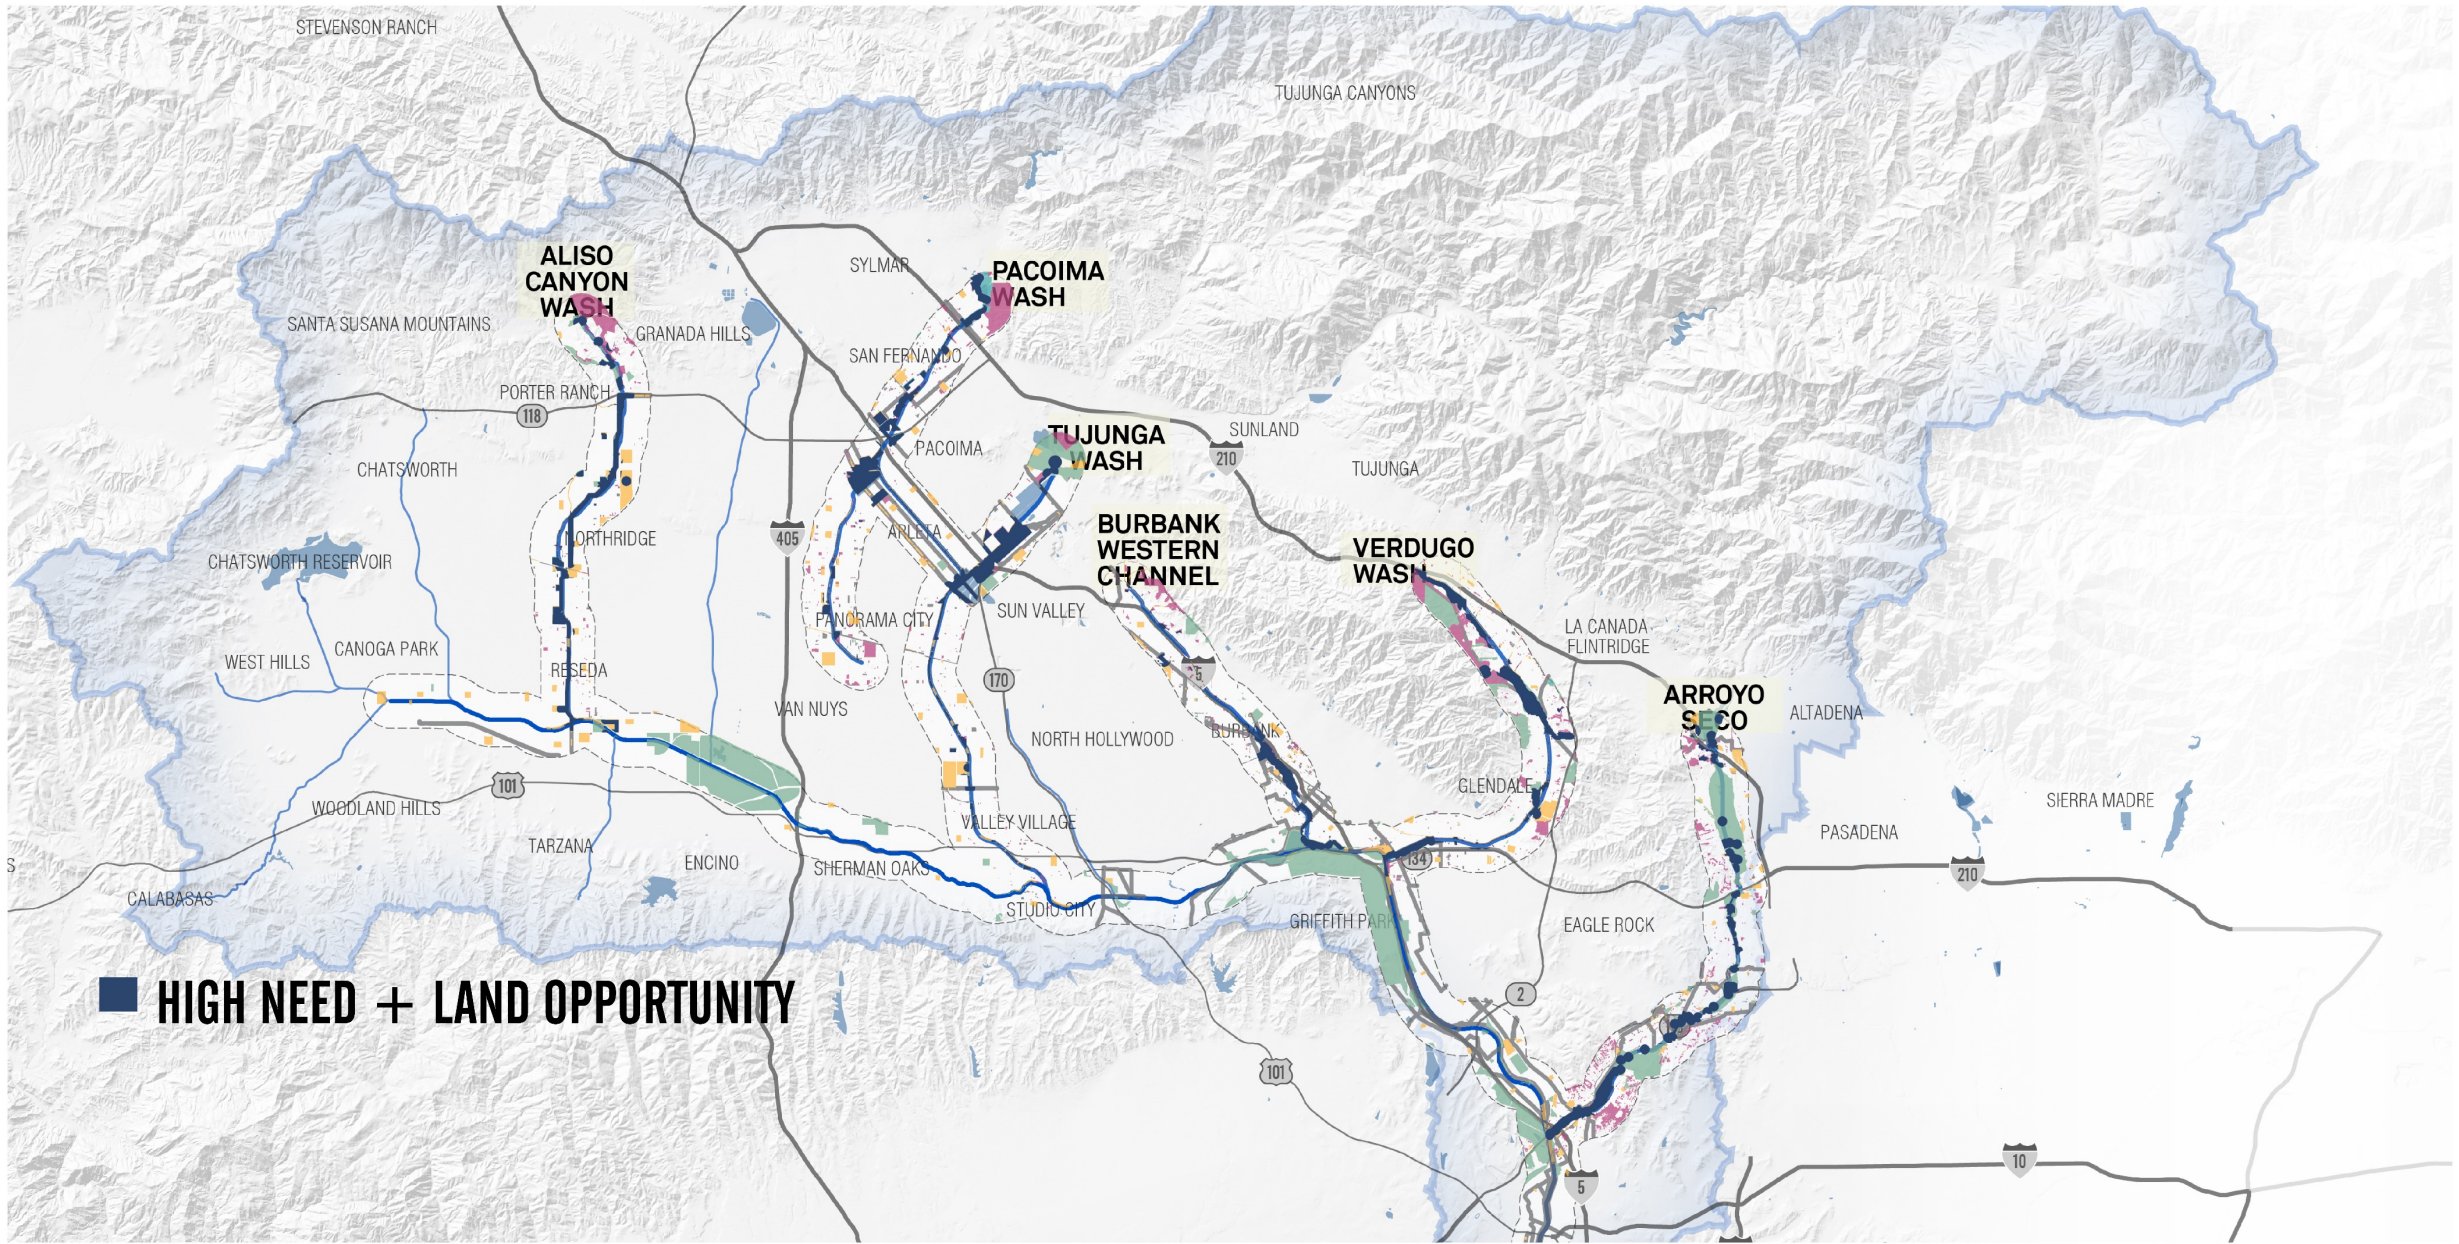 STEVENSON RANCH
TUJUNGA CANYONS
ALISO
CANYON
WASH
SYLMAR
PACOIMA
WASH
SANTA SUSANA MOUNTAINS
GRANADA HILLS
SAN FERNANDO
PORTER RANCH
118
CHATSWORTH
PACOIMA
TUJUNGA
WASH
SUNLAND
210
TUJUNGA
405
NORTHRIDGE
ARLETA
BURBANK
WESTERN
CHANNEL
VERDUGO
WASH
CHATSWORTH RESERVOIR
PANORAMA CITY
SUN VALLEY
LA CANADA
FLINTRIDGE
WEST HILLS
CANOGA PARK
RESEDA
170
5
VAN NUYS
NORTH HOLLYWOOD
BURBANK
ARROYO
SECO
ALTADENA
101
WOODLAND HILLS
GLENDALE
SIERRA MADRE
TARZANA
VALLEY VILLAGE
PASADENA
S
ENCINO
SHERMAN OAKS
134
210
CALABASAS
STUDIO CITY
GRIFFITH PARK
EAGLE ROCK
HIGH NEED + LAND OPPORTUNITY
2
101
10
5